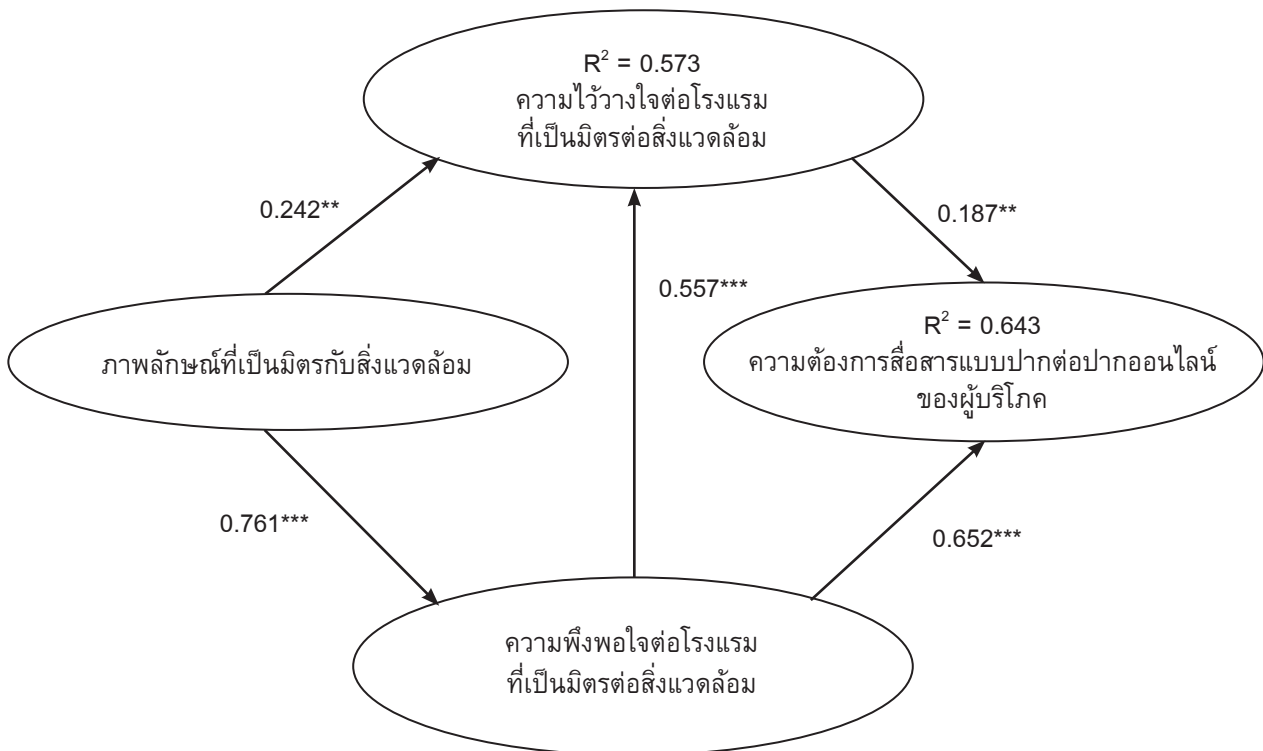 R² = 0.573
ความไว้วางใจต่อโรงแรม
ที่เป็นมิตรต่อสิ่งแวดล้อม
0.242**
0.187**
0.557***
ภาพลักษณ์ที่เป็นมิตรกับสิ่งแวดล้อม
R² = 0.643
ความต้องการสื่อสารแบบปากต่อปากออนไลน์
ของผู้บริโภค
0.761***
0.652***
ความพึงพอใจต่อโรงแรม
ที่เป็นมิตรต่อสิ่งแวดล้อม